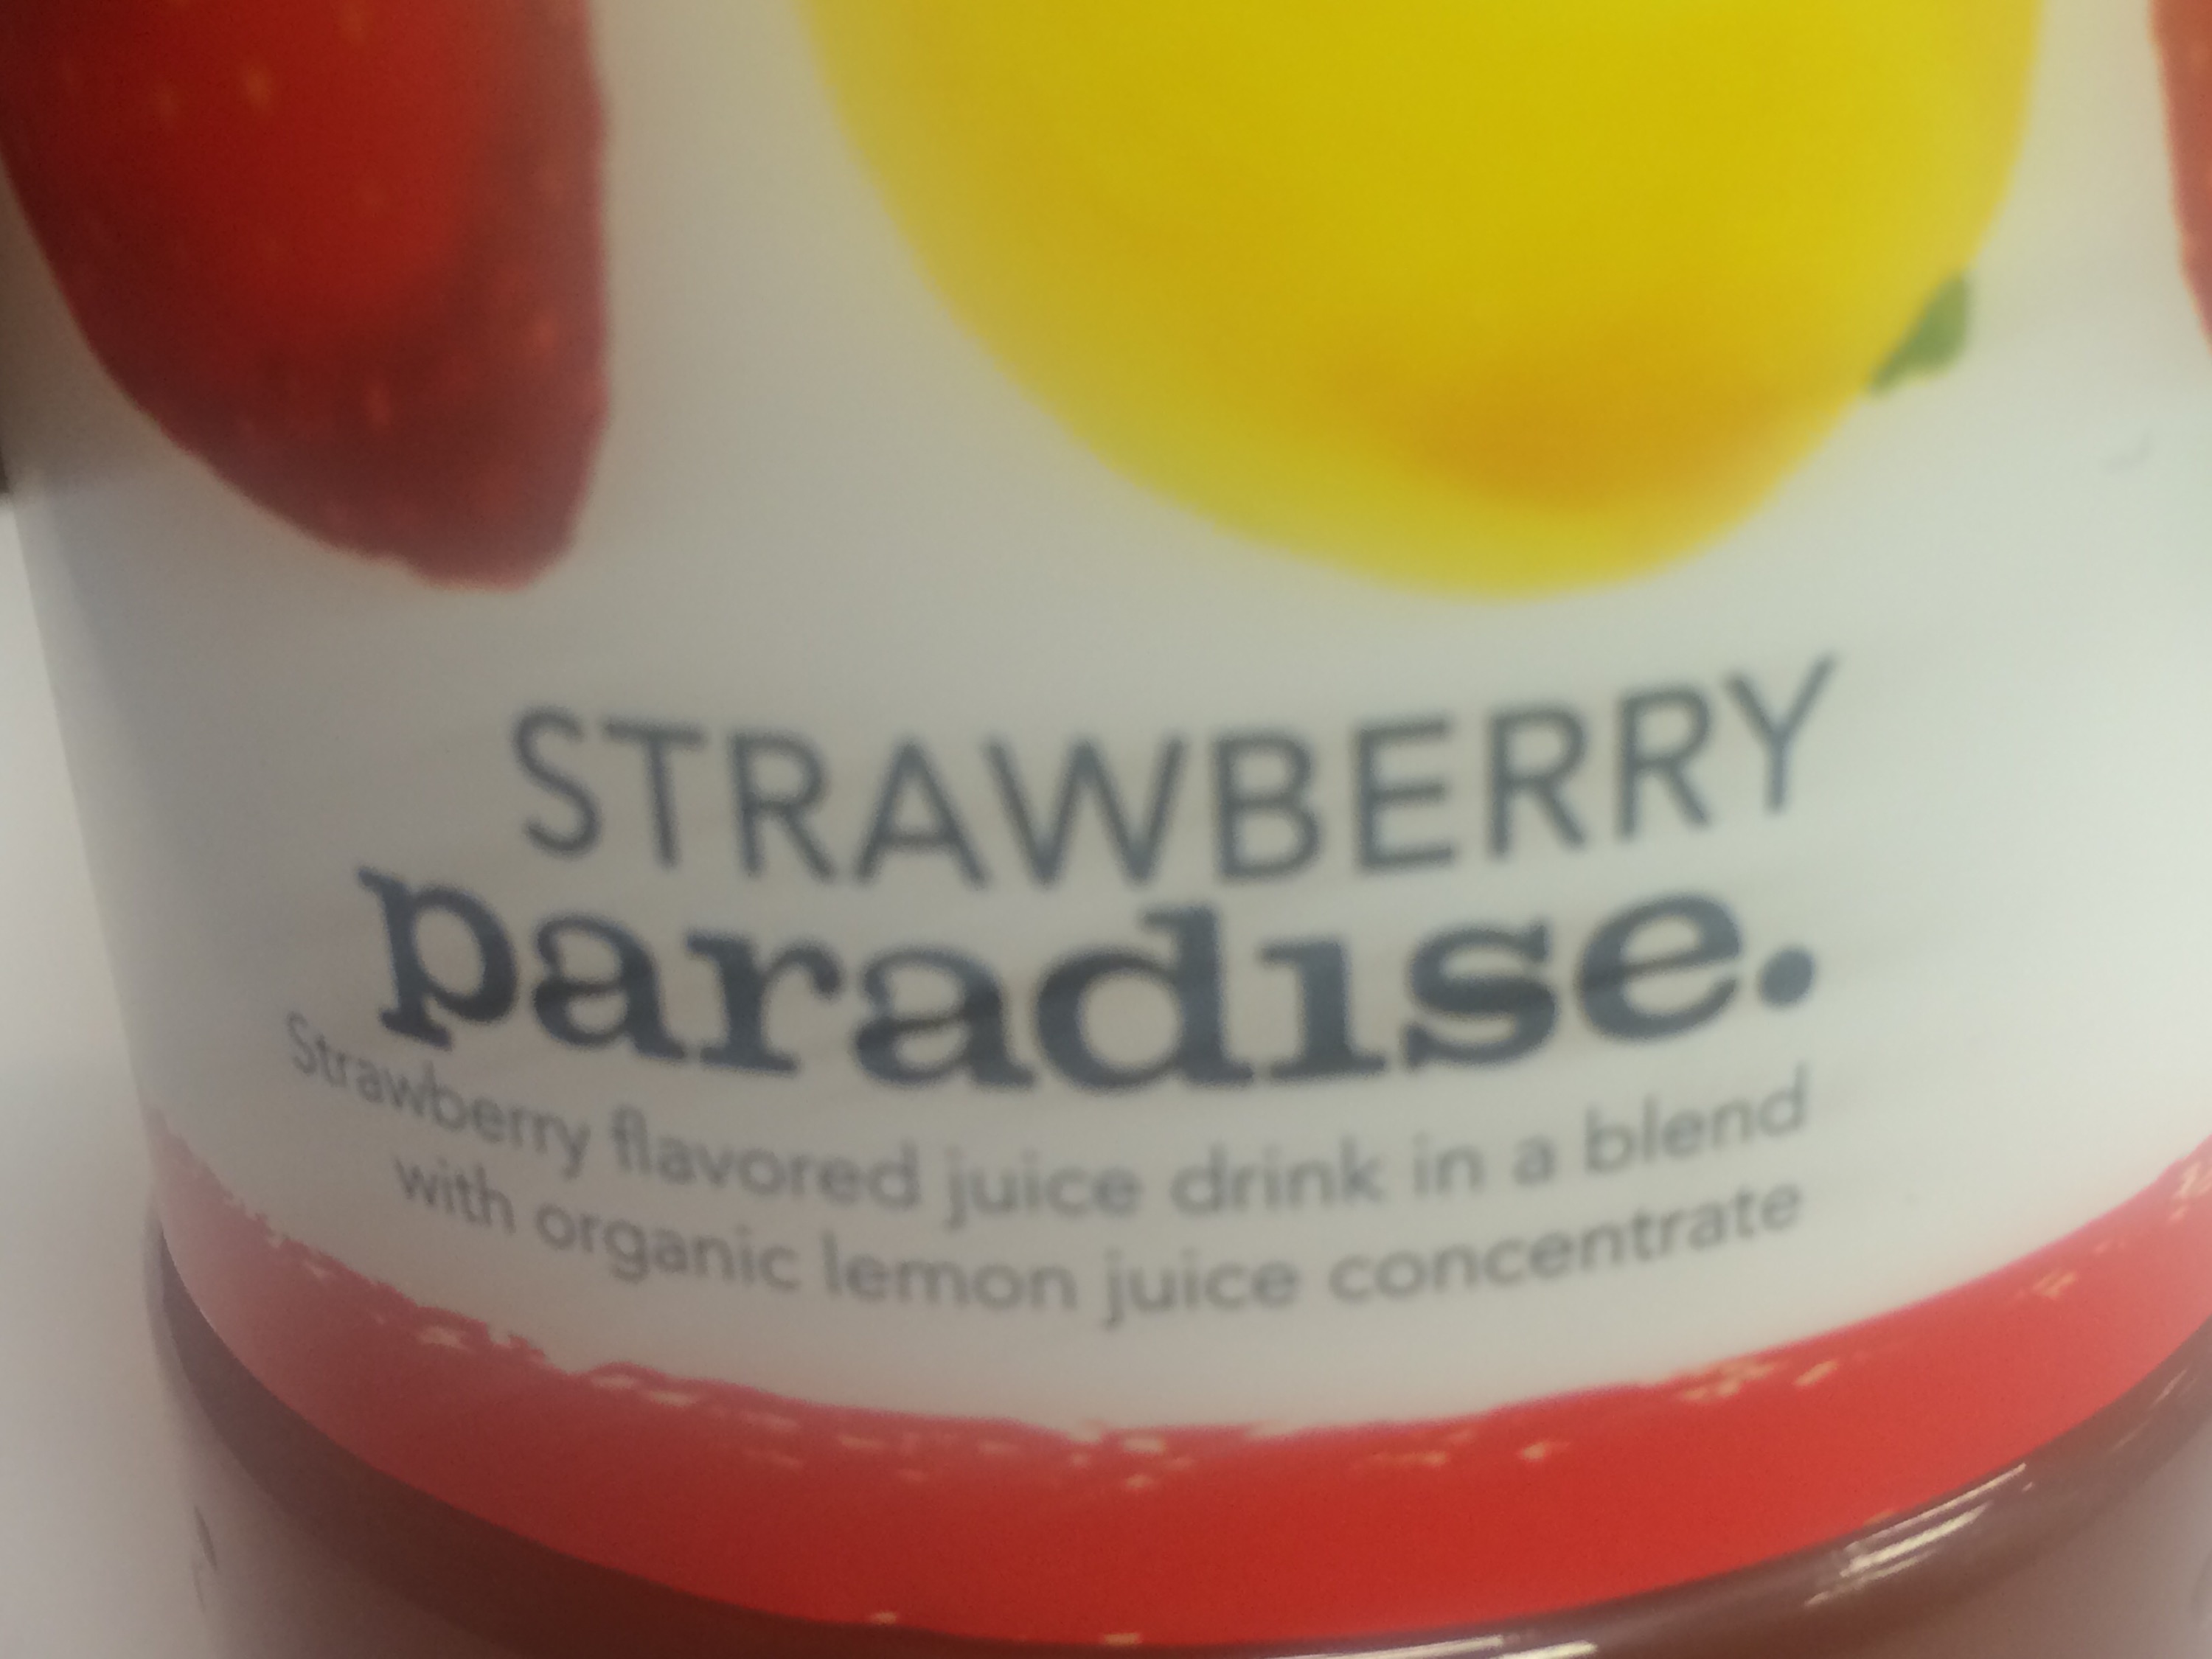 STRAWBERRY
paradise.
Strawberry flavored juice drink in a blend
with organic lemon juice concentrate